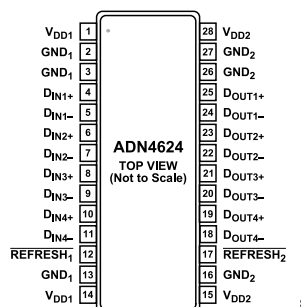 VDD1 1 28 VDD2
GND1 2 27 GND2
GND1 3 26 GND2
DIN1+ 4 25 DOUT1+
DIN1– 5 24 DOUT1–
DIN2+ 6 23 DOUT2+
DIN2– 7 22 DOUT2–
DIN3+ 8 21 DOUT3+
DIN3– 9 20 DOUT3–
DIN4+ 10 19 DOUT4+
DIN4– 11 18 DOUT4–
REFRESH1 12 17 REFRESH2
GND1 13 16 GND2
VDD1 14 15 VDD2
ADN4624
TOP VIEW
(Not to Scale)